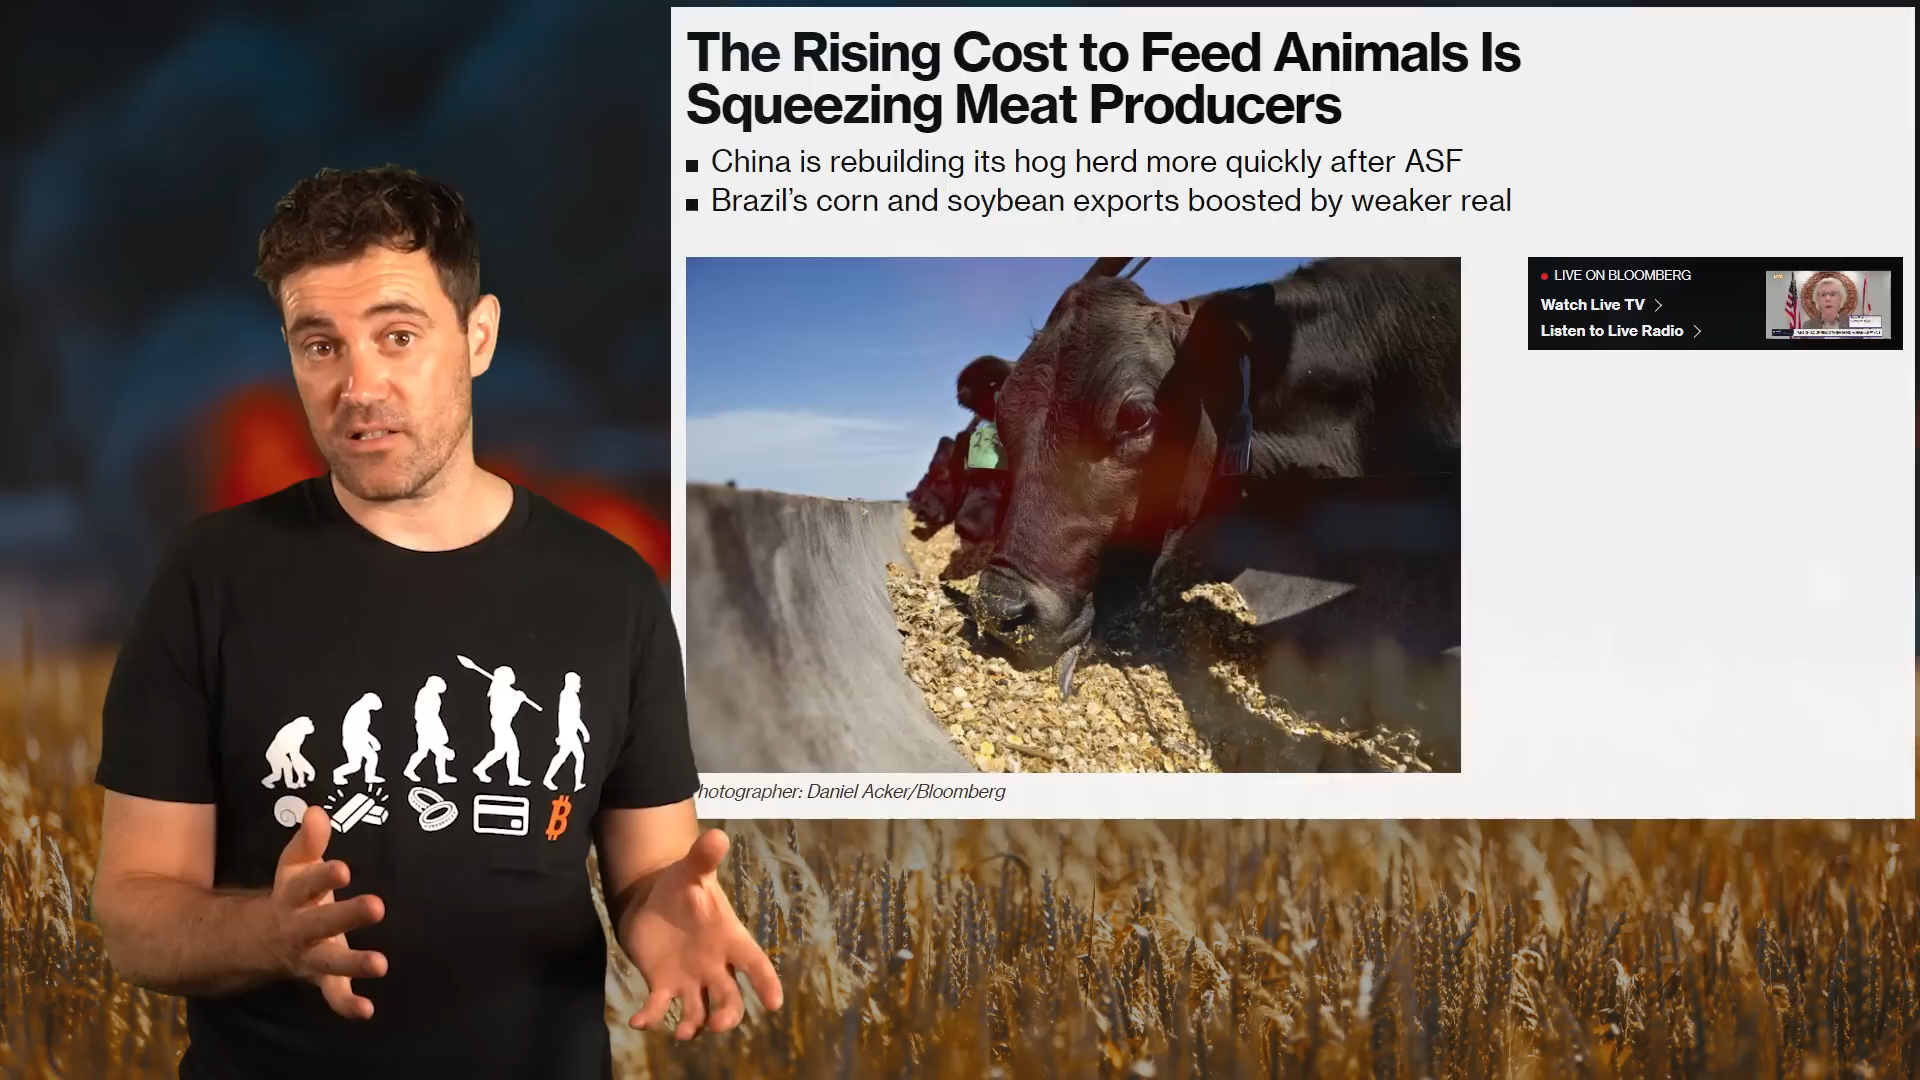 The Rising Cost to Feed Animals Is
Squeezing Meat Producers
China is rebuilding its hog herd more quickly after ASF
Brazil’s corn and soybean exports boosted by weaker real
LIVE ON BLOOMBERG
Watch Live TV
Listen to Live Radio
hotographer: Daniel Acker/Bloomberg